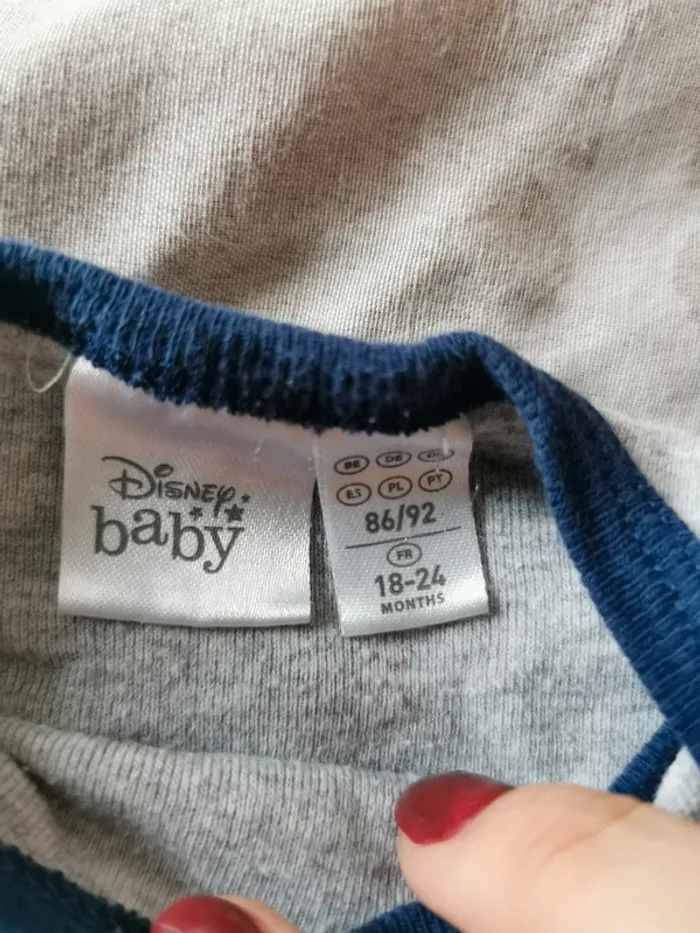 Disney
baby
BE DE
ES PL PT
86/92
FR
18-24
MONTHS